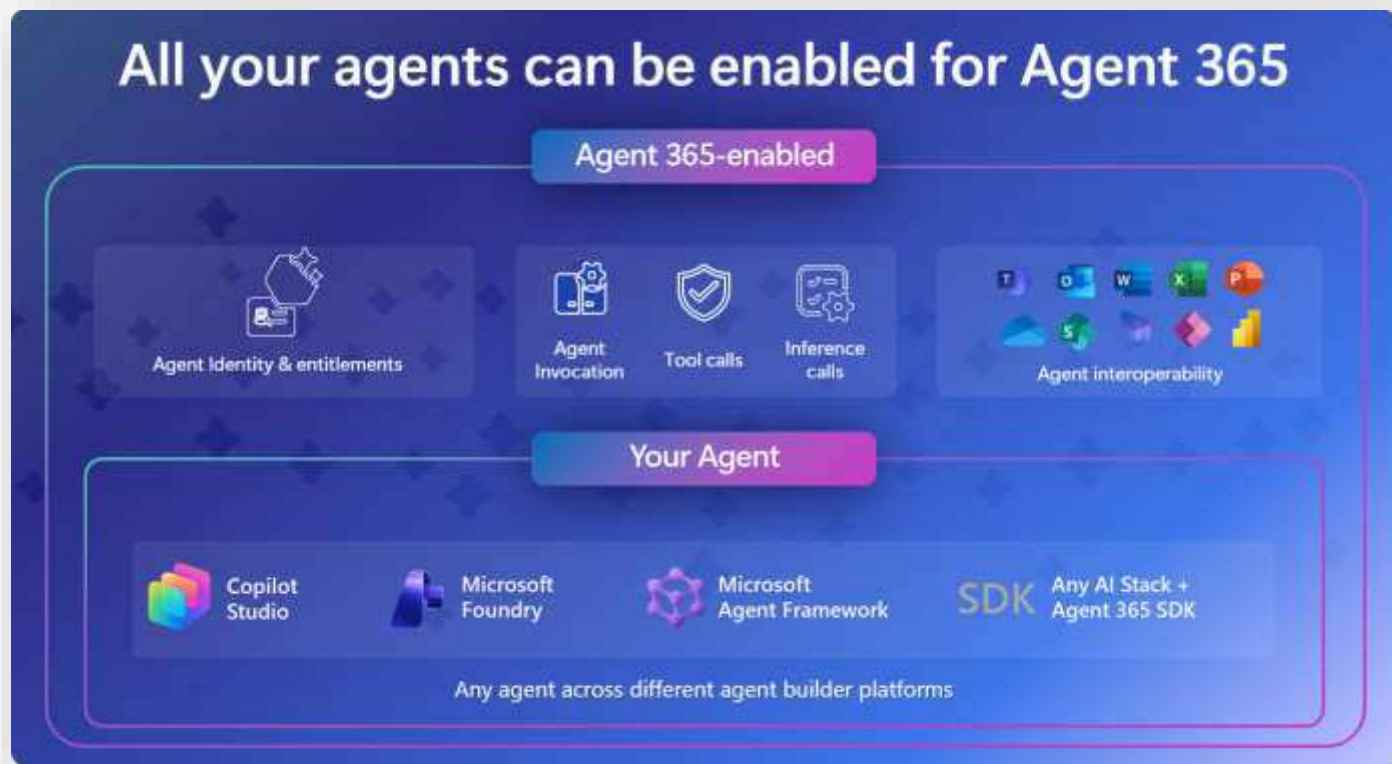 All your agents can be enabled for Agent 365
Agent 365-enabled
Agent Identity & entitlements
Agent
Invocation
Tool calls
Inference
calls
Agent interoperability
Your Agent
Copilot
Studio
Microsoft
Foundry
Microsoft
Agent Framework
SDK
Any AI Stack +
Agent 365 SDK
Any agent across different agent builder platforms